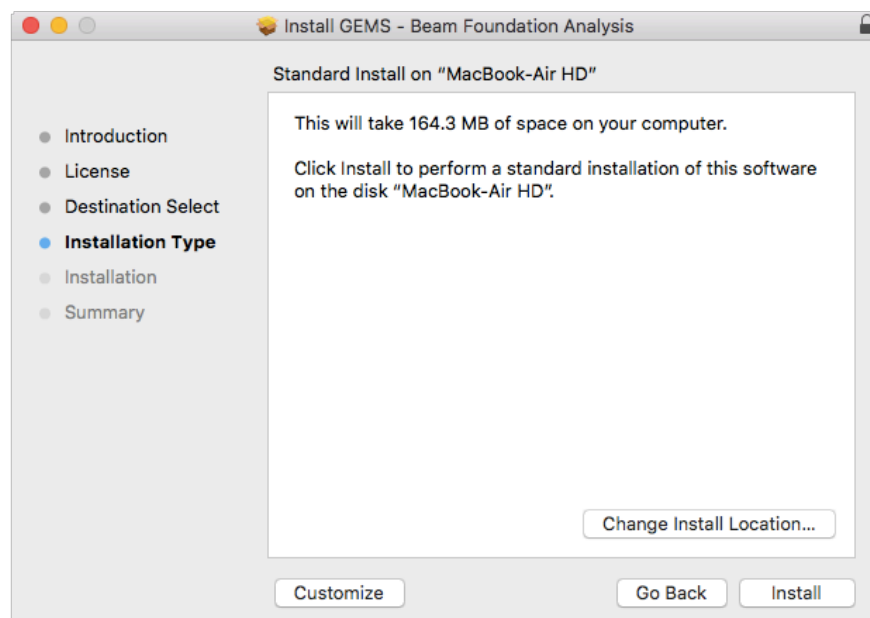 Install GEMS - Beam Foundation Analysis
Standard Install on “MacBook-Air HD”
Introduction
License
Destination Select
Installation Type
Installation
Summary
This will take 164.3 MB of space on your computer.
Click Install to perform a standard installation of this software
on the disk “MacBook-Air HD”.
Change Install Location...
Customize
Go Back
Install